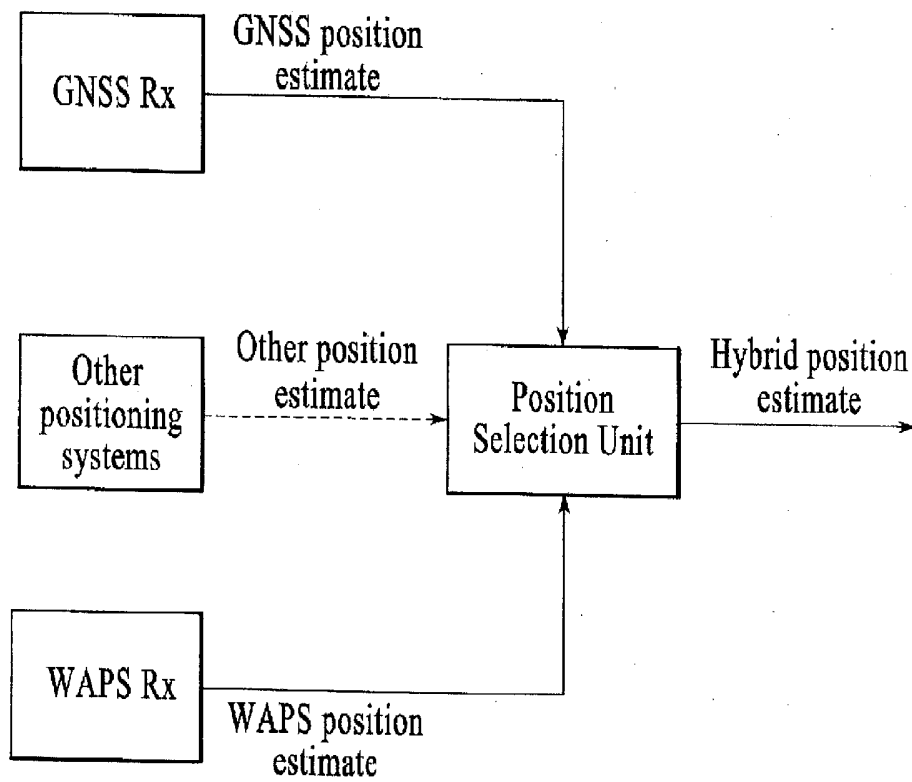 GNSS position
estimate
GNSS Rx
Other
positioning
systems
Other position
estimate
Position
Selection Unit
Hybrid position
estimate
WAPS Rx
WAPS position
estimate